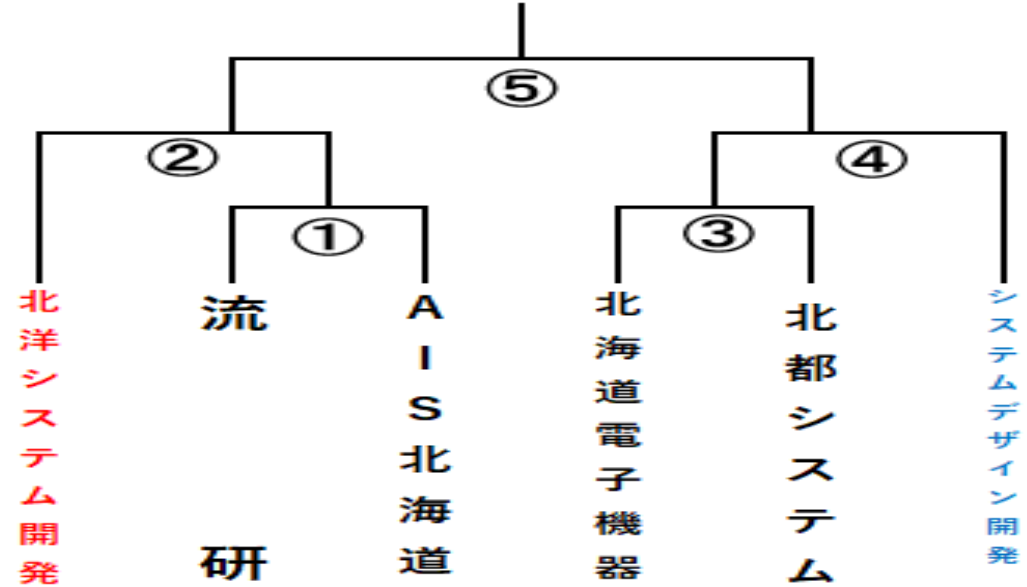 ⑤
②
④
①
③
北洋システム開発
流研
AIS北海道
北海道電子機器
北都システム
システムデザイン開発